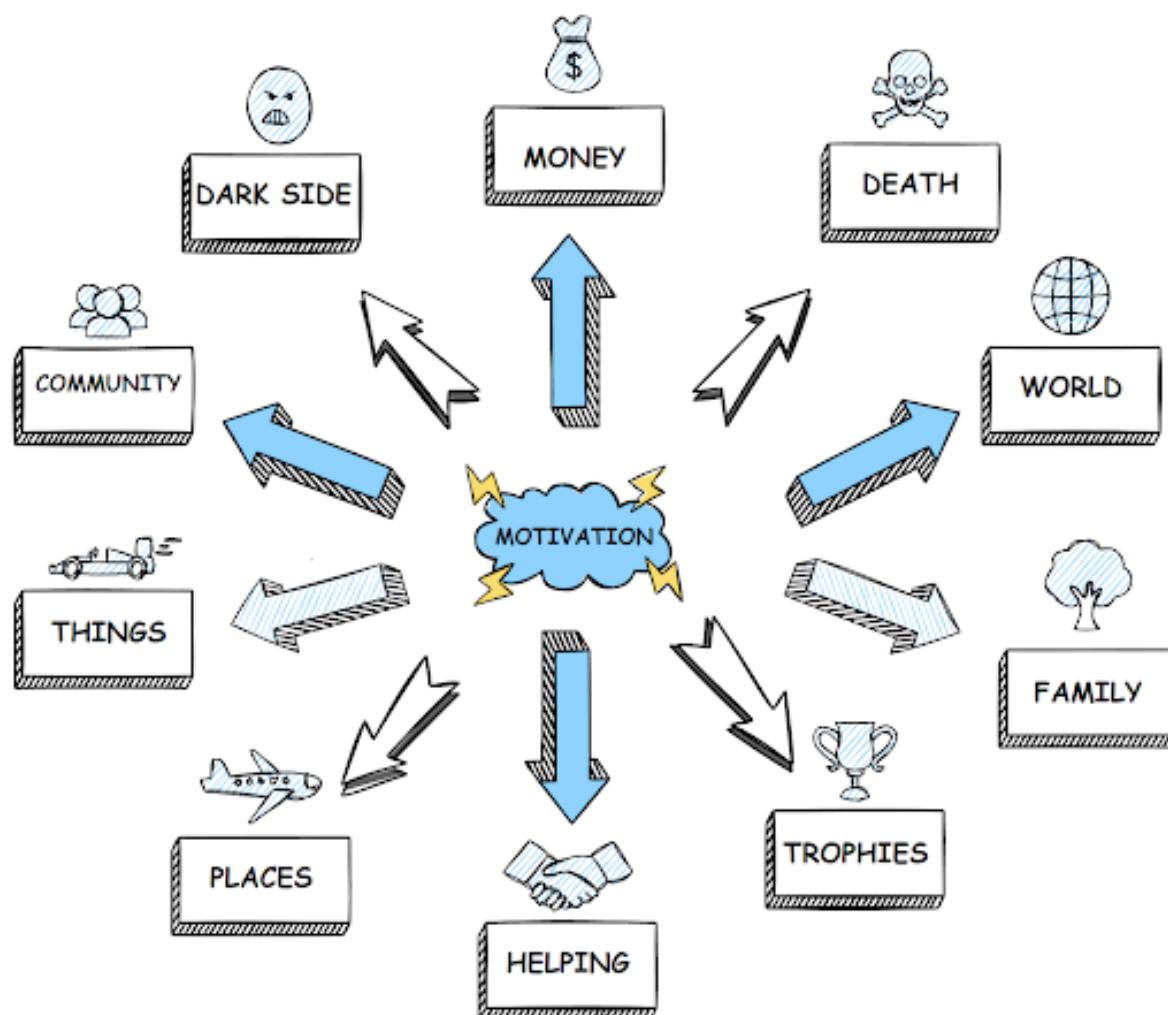 $
MONEY
DEATH
DARK SIDE
WORLD
COMMUNITY
MOTIVATION
THINGS
FAMILY
TROPHIES
PLACES
HELPING